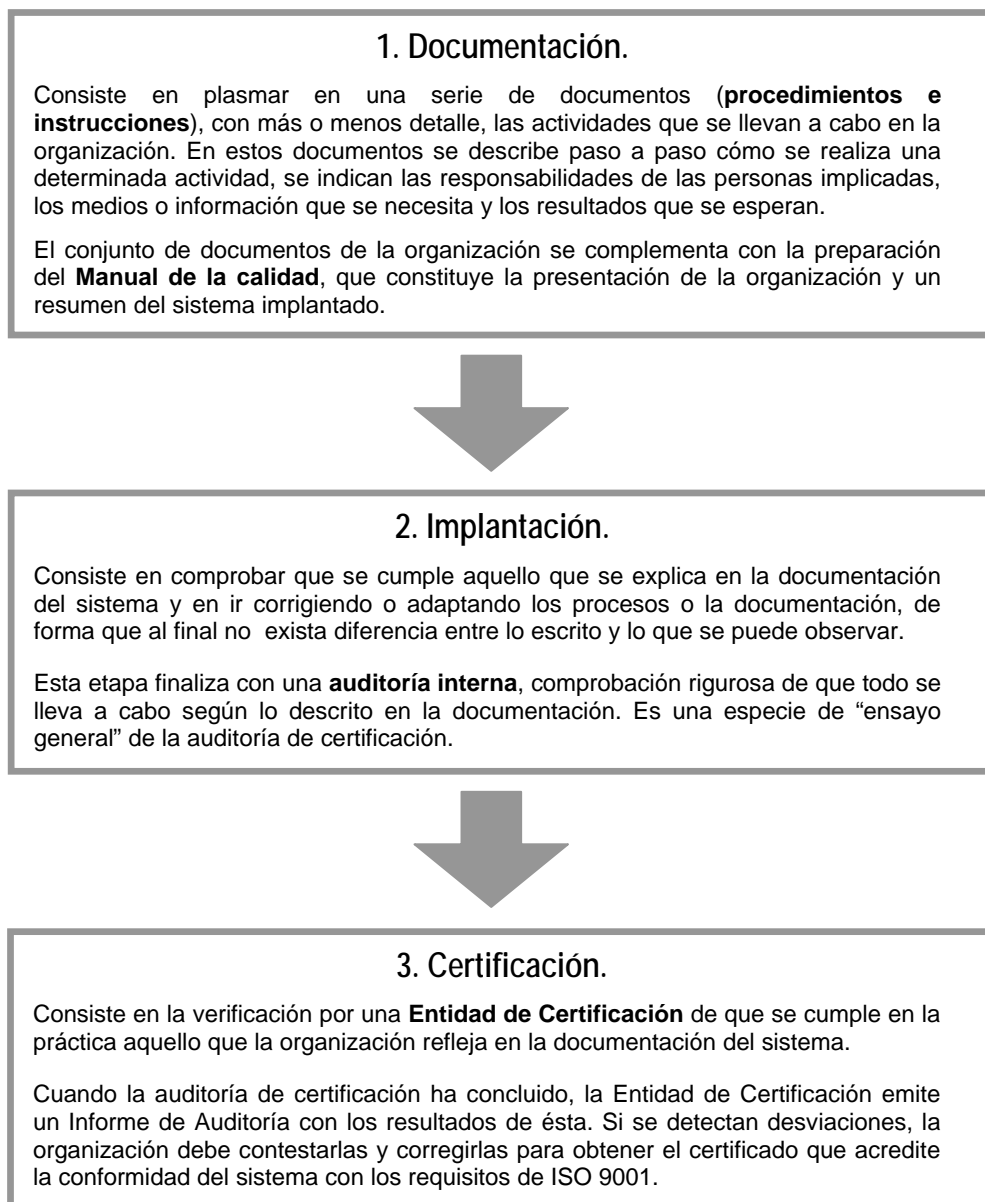 1. Documentación.
Consiste en plasmar en una serie de documentos (procedimientos e
instrucciones), con más o menos detalle, las actividades que se llevan a cabo en la
organización. En estos documentos se describe paso a paso cómo se realiza una
determinada actividad, se indican las responsabilidades de las personas implicadas,
los medios o información que se necesita y los resultados que se esperan.
El conjunto de documentos de la organización se complementa con la preparación
del Manual de la calidad, que constituye la presentación de la organización y un
resumen del sistema implantado.
2. Implantación.
Consiste en comprobar que se cumple aquello que se explica en la documentación
del sistema y en ir corrigiendo o adaptando los procesos o la documentación, de
forma que al final no exista diferencia entre lo escrito y lo que se puede observar.
Esta etapa finaliza con una auditoría interna, comprobación rigurosa de que todo se
lleva a cabo según lo descrito en la documentación. Es una especie de “ensayo
general” de la auditoría de certificación.
3. Certificación.
Consiste en la verificación por una Entidad de Certificación de que se cumple en la
práctica aquello que la organización refleja en la documentación del sistema.
Cuando la auditoría de certificación ha concluido, la Entidad de Certificación emite
un Informe de Auditoría con los resultados de ésta. Si se detectan desviaciones, la
organización debe contestarlas y corregirlas para obtener el certificado que acredite
la conformidad del sistema con los requisitos de ISO 9001.